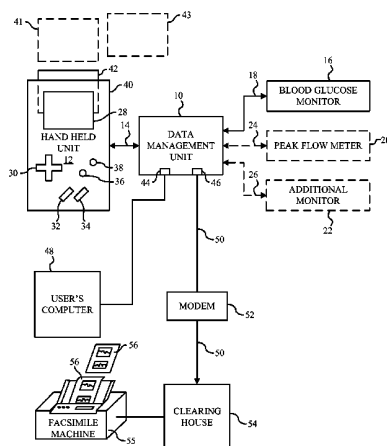 41
43
42
40
28
HAND HELD
UNIT
12
30
38
36
32
34
14
10
DATA
MANAGEMENT
UNIT
44
46
18
16
BLOOD GLUCOSE
MONITOR
24
PEAK FLOW METER
20
26
ADDITIONAL
MONITOR
22
50
48
USER'S
COMPUTER
MODEM
52
50
56
56
FACSIMILE
MACHINE
55
CLEARING
HOUSE
54